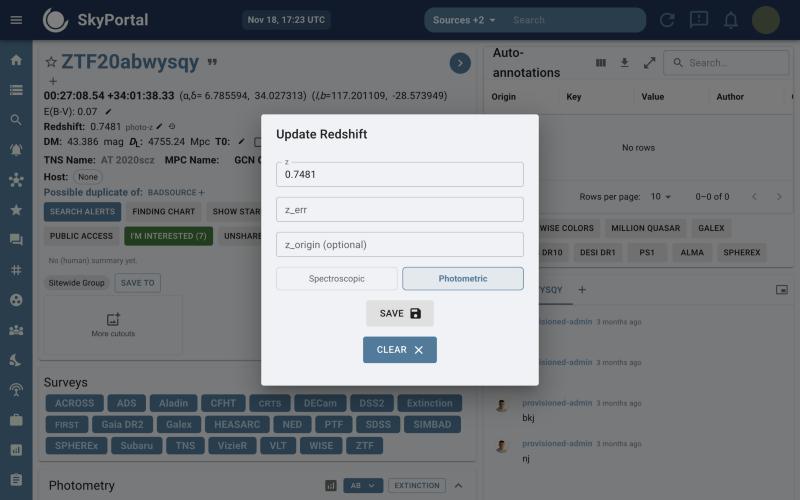 SkyPortal
Nov 18, 17:23 UTC
Sources +2
Search
ZTF20abwysqy
+
00:27:08.54 +34:01:38.33 (α,δ= 6.785594, 34.027313) (l,b=117.201109, -28.573949)
E(B-V): 0.07
Redshift: 0.7481 photo-z
DM: 43.386 mag DL: 4755.24 Mpc T0:
TNS Name: AT 2020scz MPC Name: GCN
Host: None
Possible duplicate of: BADSOURCE +
SEARCH ALERTS FINDING CHART SHOW STAR
PUBLIC ACCESS I'M INTERESTED (7) UNSHARE
No (human) summary yet.
Sitewide Group SAVE TO
More cutouts
Surveys
ACROSS ADS Aladin CFHT CRTS DECam DSS2 Extinction
FIRST Gaia DR2 Galex HEASARC NED PTF SDSS SIMBAD
SPHEREx Subaru TNS VizieR VLT WISE ZTF
Photometry
AB
EXTINCTION
Update Redshift
z
0.7481
z_err
z_origin (optional)
Spectroscopic Photometric
SAVE
CLEAR
Auto-
annotations
Search...
Origin Key Value Author
No rows
Rows per page: 10 0–0 of 0
WISE COLORS MILLION QUASAR GALEX
DR10 DESI DR1 PS1 ALMA SPHEREX
YSQY +
visioned-admin 3 months ago
visioned-admin 3 months ago
provisioned-admin 3 months ago
bkj
provisioned-admin 3 months ago
nj